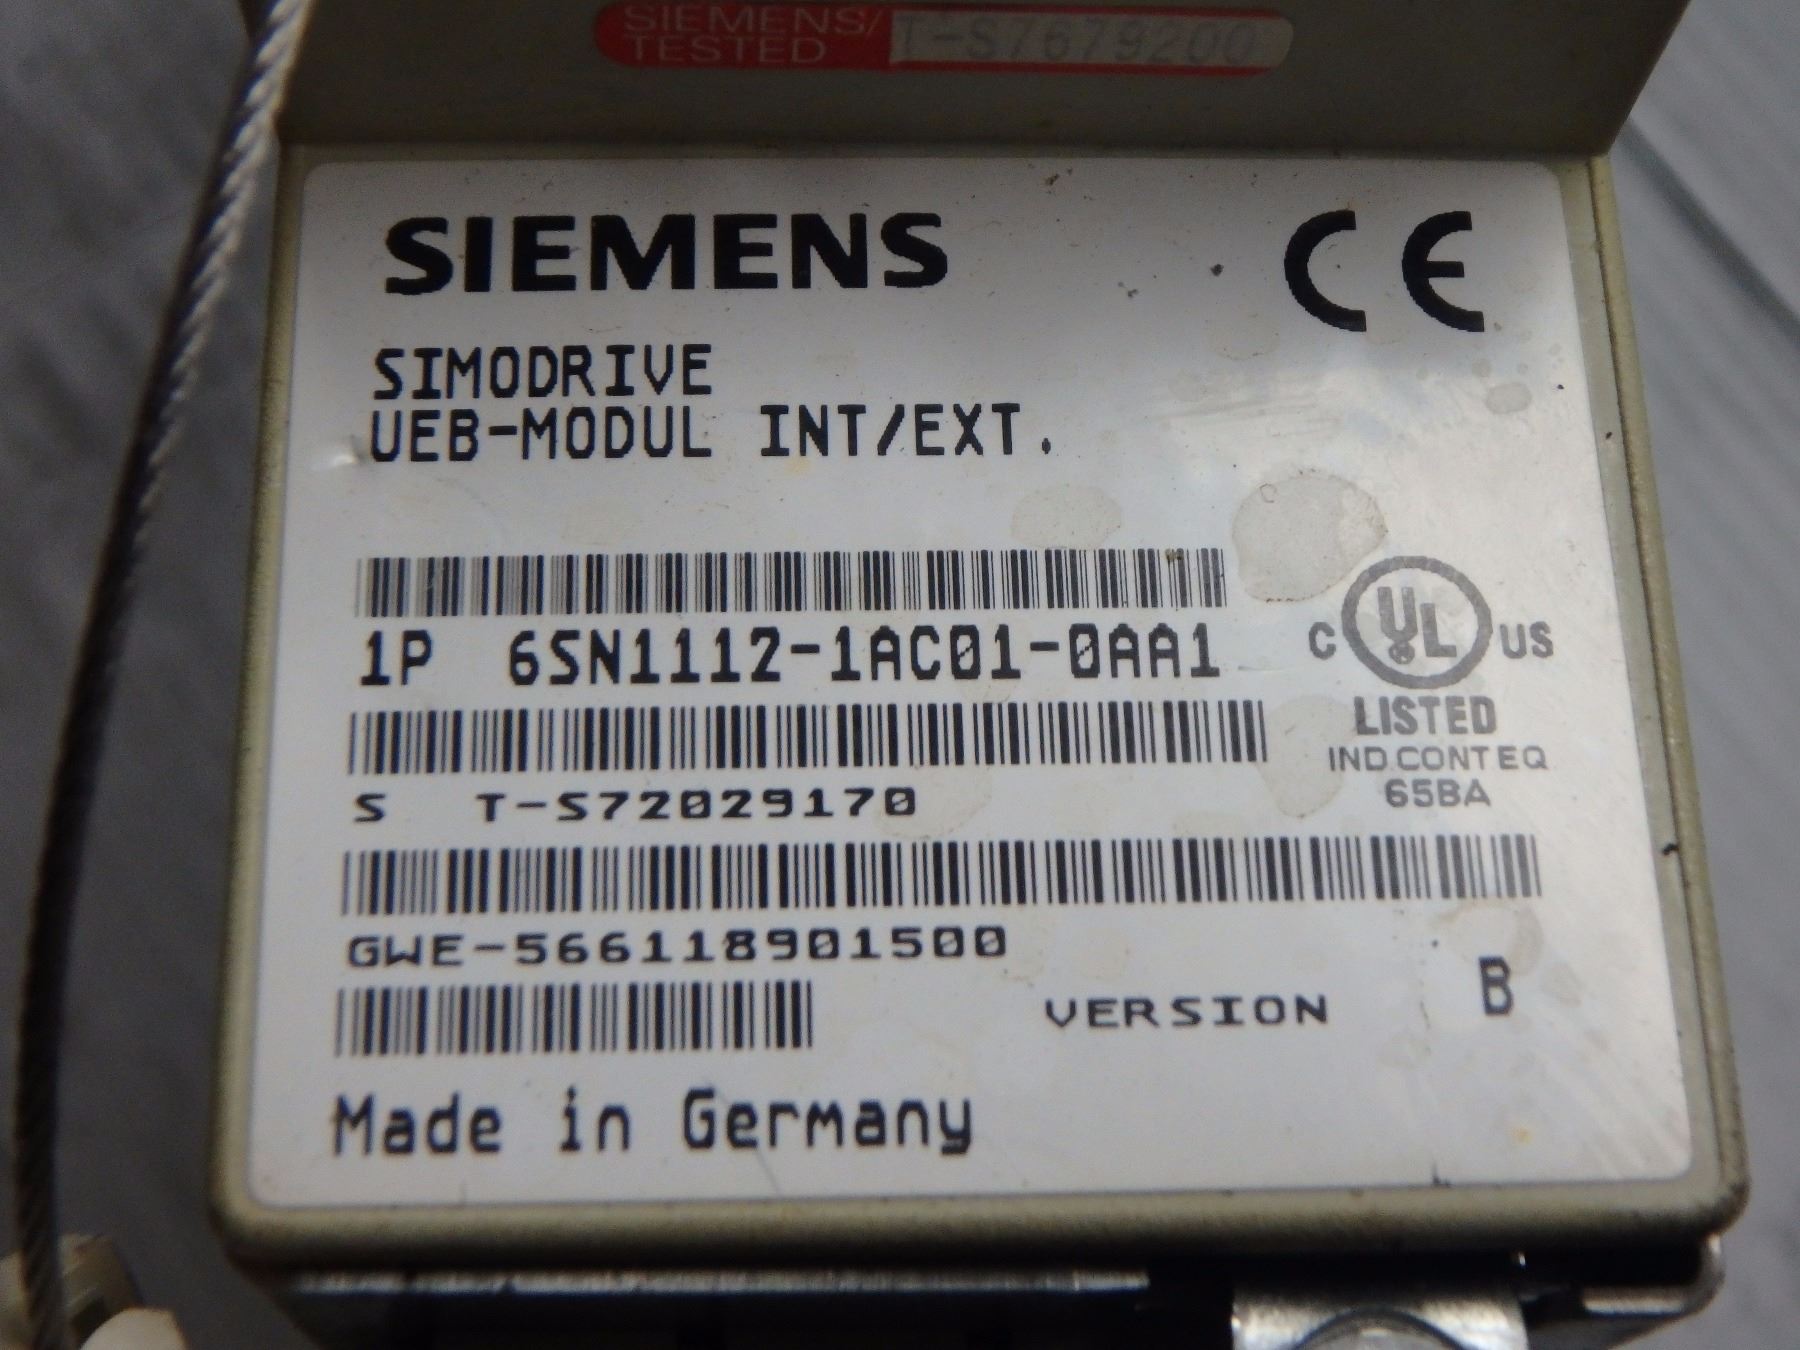 SIEMENS/ T-S7679200
TESTED
SIEMENS CE
SIMODRIVE
UEB-MODUL INT/EXT.
1P 6SN1112-1AC01-0AA1
C UL US
LISTED
IND.CONT EQ
65BA
S T-S72029170
GWE-566118901500
VERSION B
Made in Germany